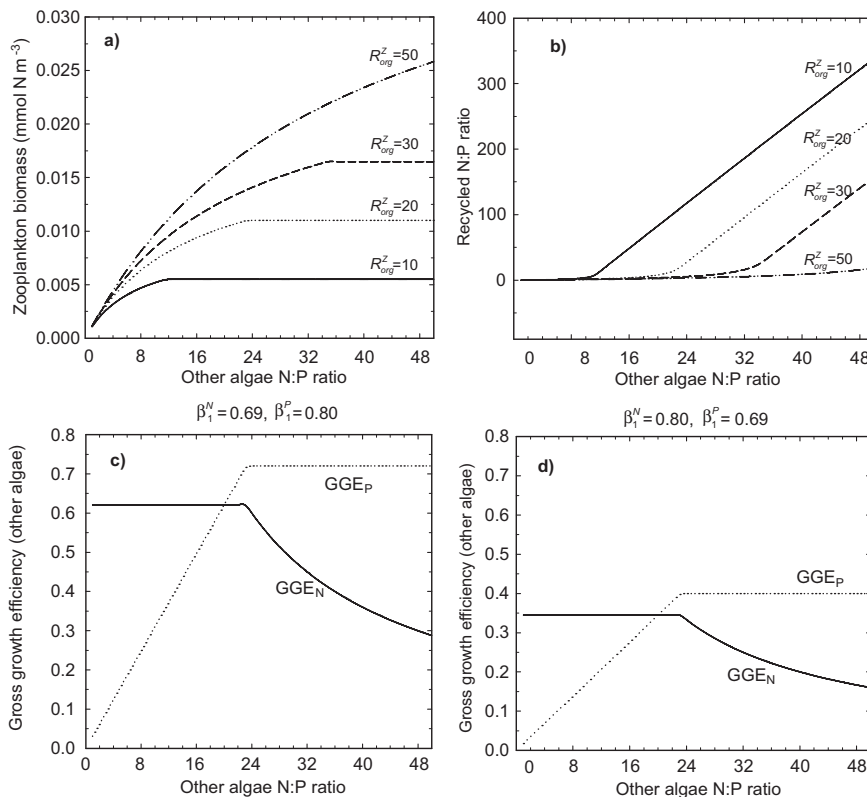 a)
Zooplankton biomass (mmol N m⁻³)
0.030
0.025
0.020
0.015
0.010
0.005
0.000
R^Z_org=50
R^Z_org=30
R^Z_org=20
R^Z_org=10
0 8 16 24 32 40 48
Other algae N:P ratio
b)
Recycled N:P ratio
400
300
200
100
0
R^Z_org=10
R^Z_org=20
R^Z_org=30
R^Z_org=50
0 8 16 24 32 40 48
Other algae N:P ratio
β₁^N = 0.69, β₁^P = 0.80
c)
Gross growth efficiency (other algae)
0.8
0.7
0.6
0.5
0.4
0.3
0.2
0.1
0.0
GGE_P
GGE_N
0 8 16 24 32 40 48
Other algae N:P ratio
β₁^N = 0.80, β₁^P = 0.69
d)
Gross growth efficiency (other algae)
0.8
0.7
0.6
0.5
0.4
0.3
0.2
0.1
0.0
GGE_P
GGE_N
0 8 16 24 32 40 48
Other algae N:P ratio